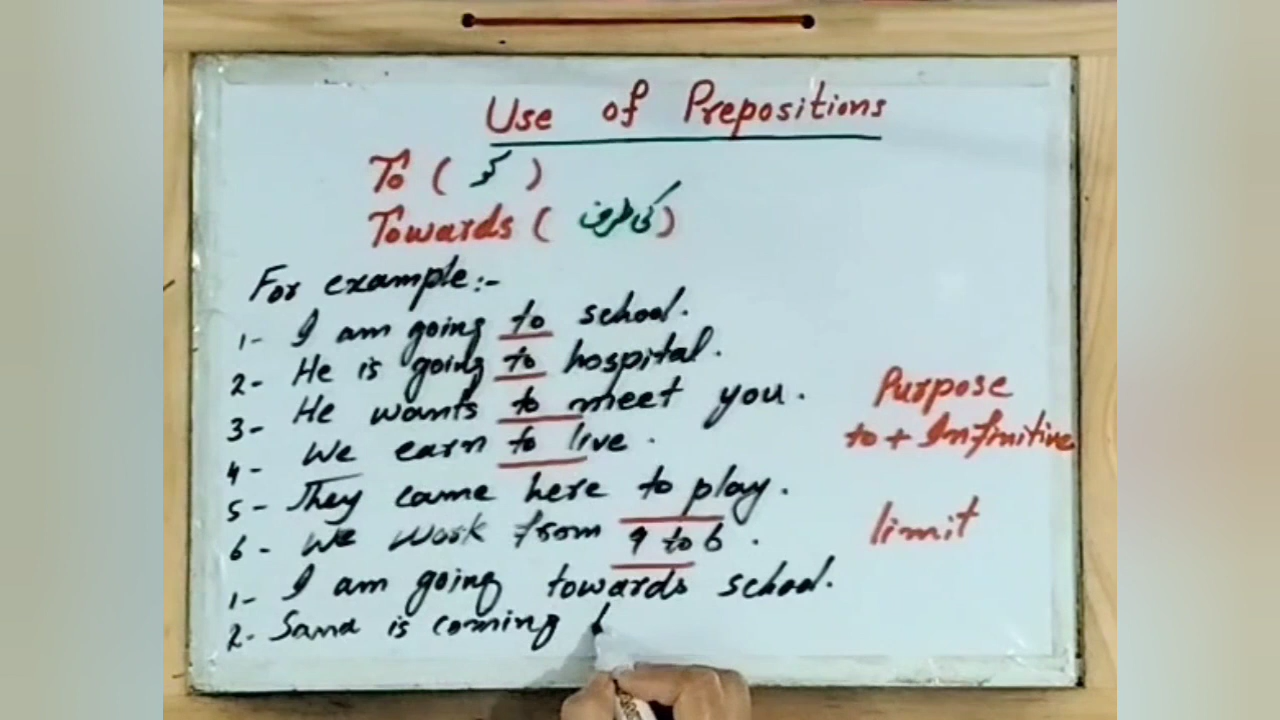 Use of Prepositions
To ( کو )
Towards ( کی طرف )
For example:-
1- I am going to school.
2- He is going to hospital.
3- He wants to meet you.
Purpose
4- We earn to live.
to + Infinitive
5- They came here to play.
6- We work from 9 to 6.
limit
1- I am going towards school.
2- Sana is coming t